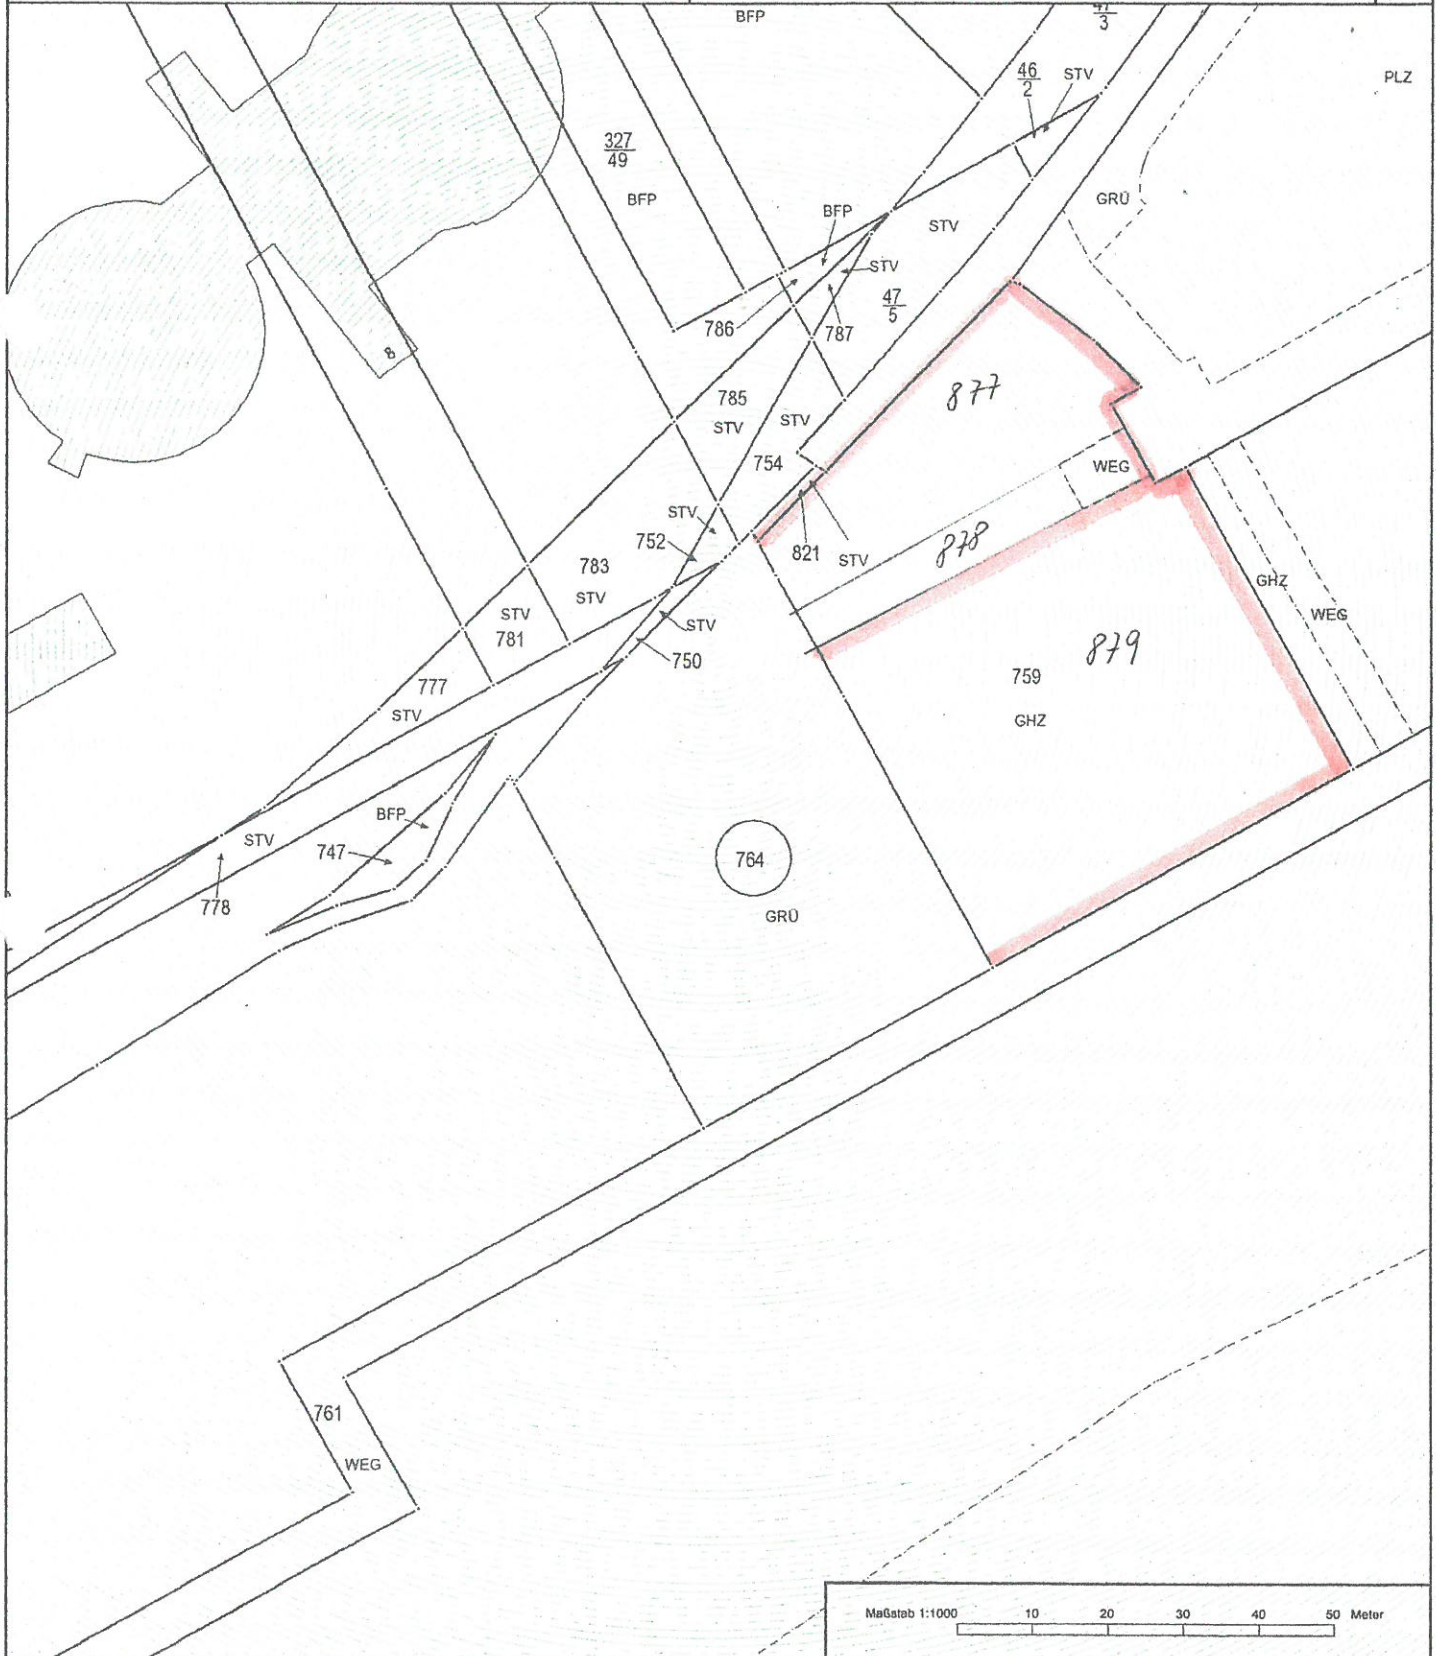 BFP
47
3
46
2
STV
PLZ
327
49
BFP
GRÜ
BFP
STV
STV
47
5
786
787
8
877
785
STV
STV
754
WEG
STV
752
821
STV
878
783
STV
GHZ
STV
781
STV
WEG
750
879
759
777
STV
GHZ
BFP
STV
747
764
778
GRÜ
761
WEG
Maßstab 1:1000 10 20 30 40 50 Meter